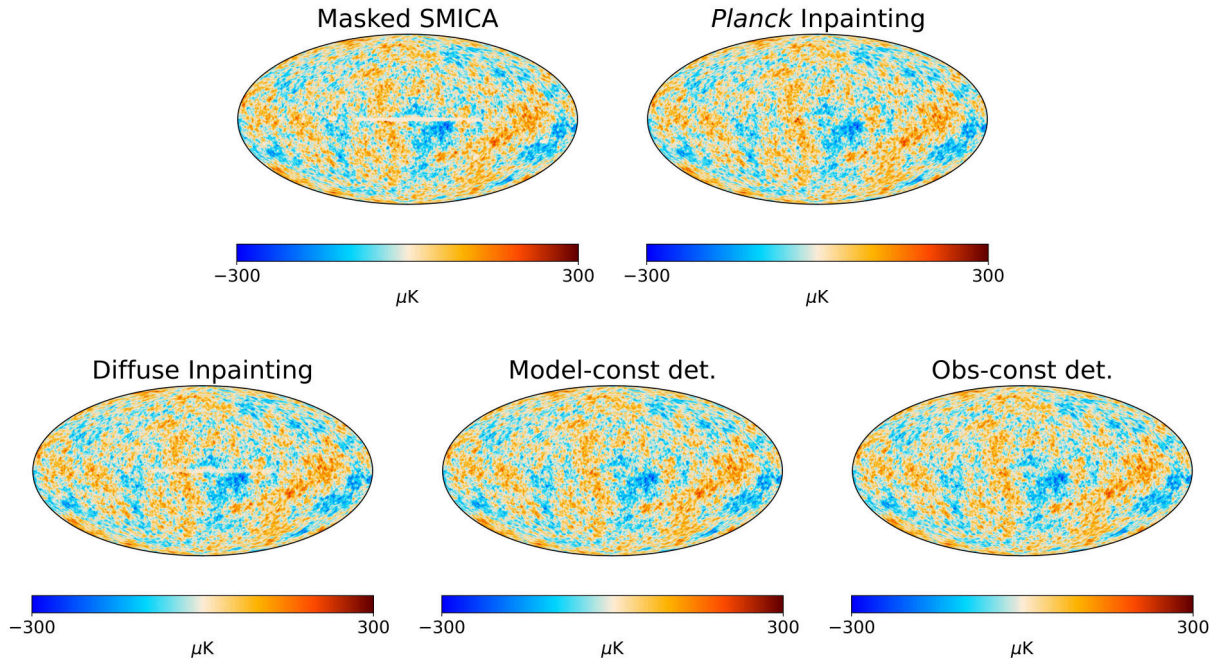 Masked SMICA
Planck Inpainting
−300 300
μK
−300 300
μK
Diffuse Inpainting
Model-const det.
Obs-const det.
−300 300
μK
−300 300
μK
−300 300
μK